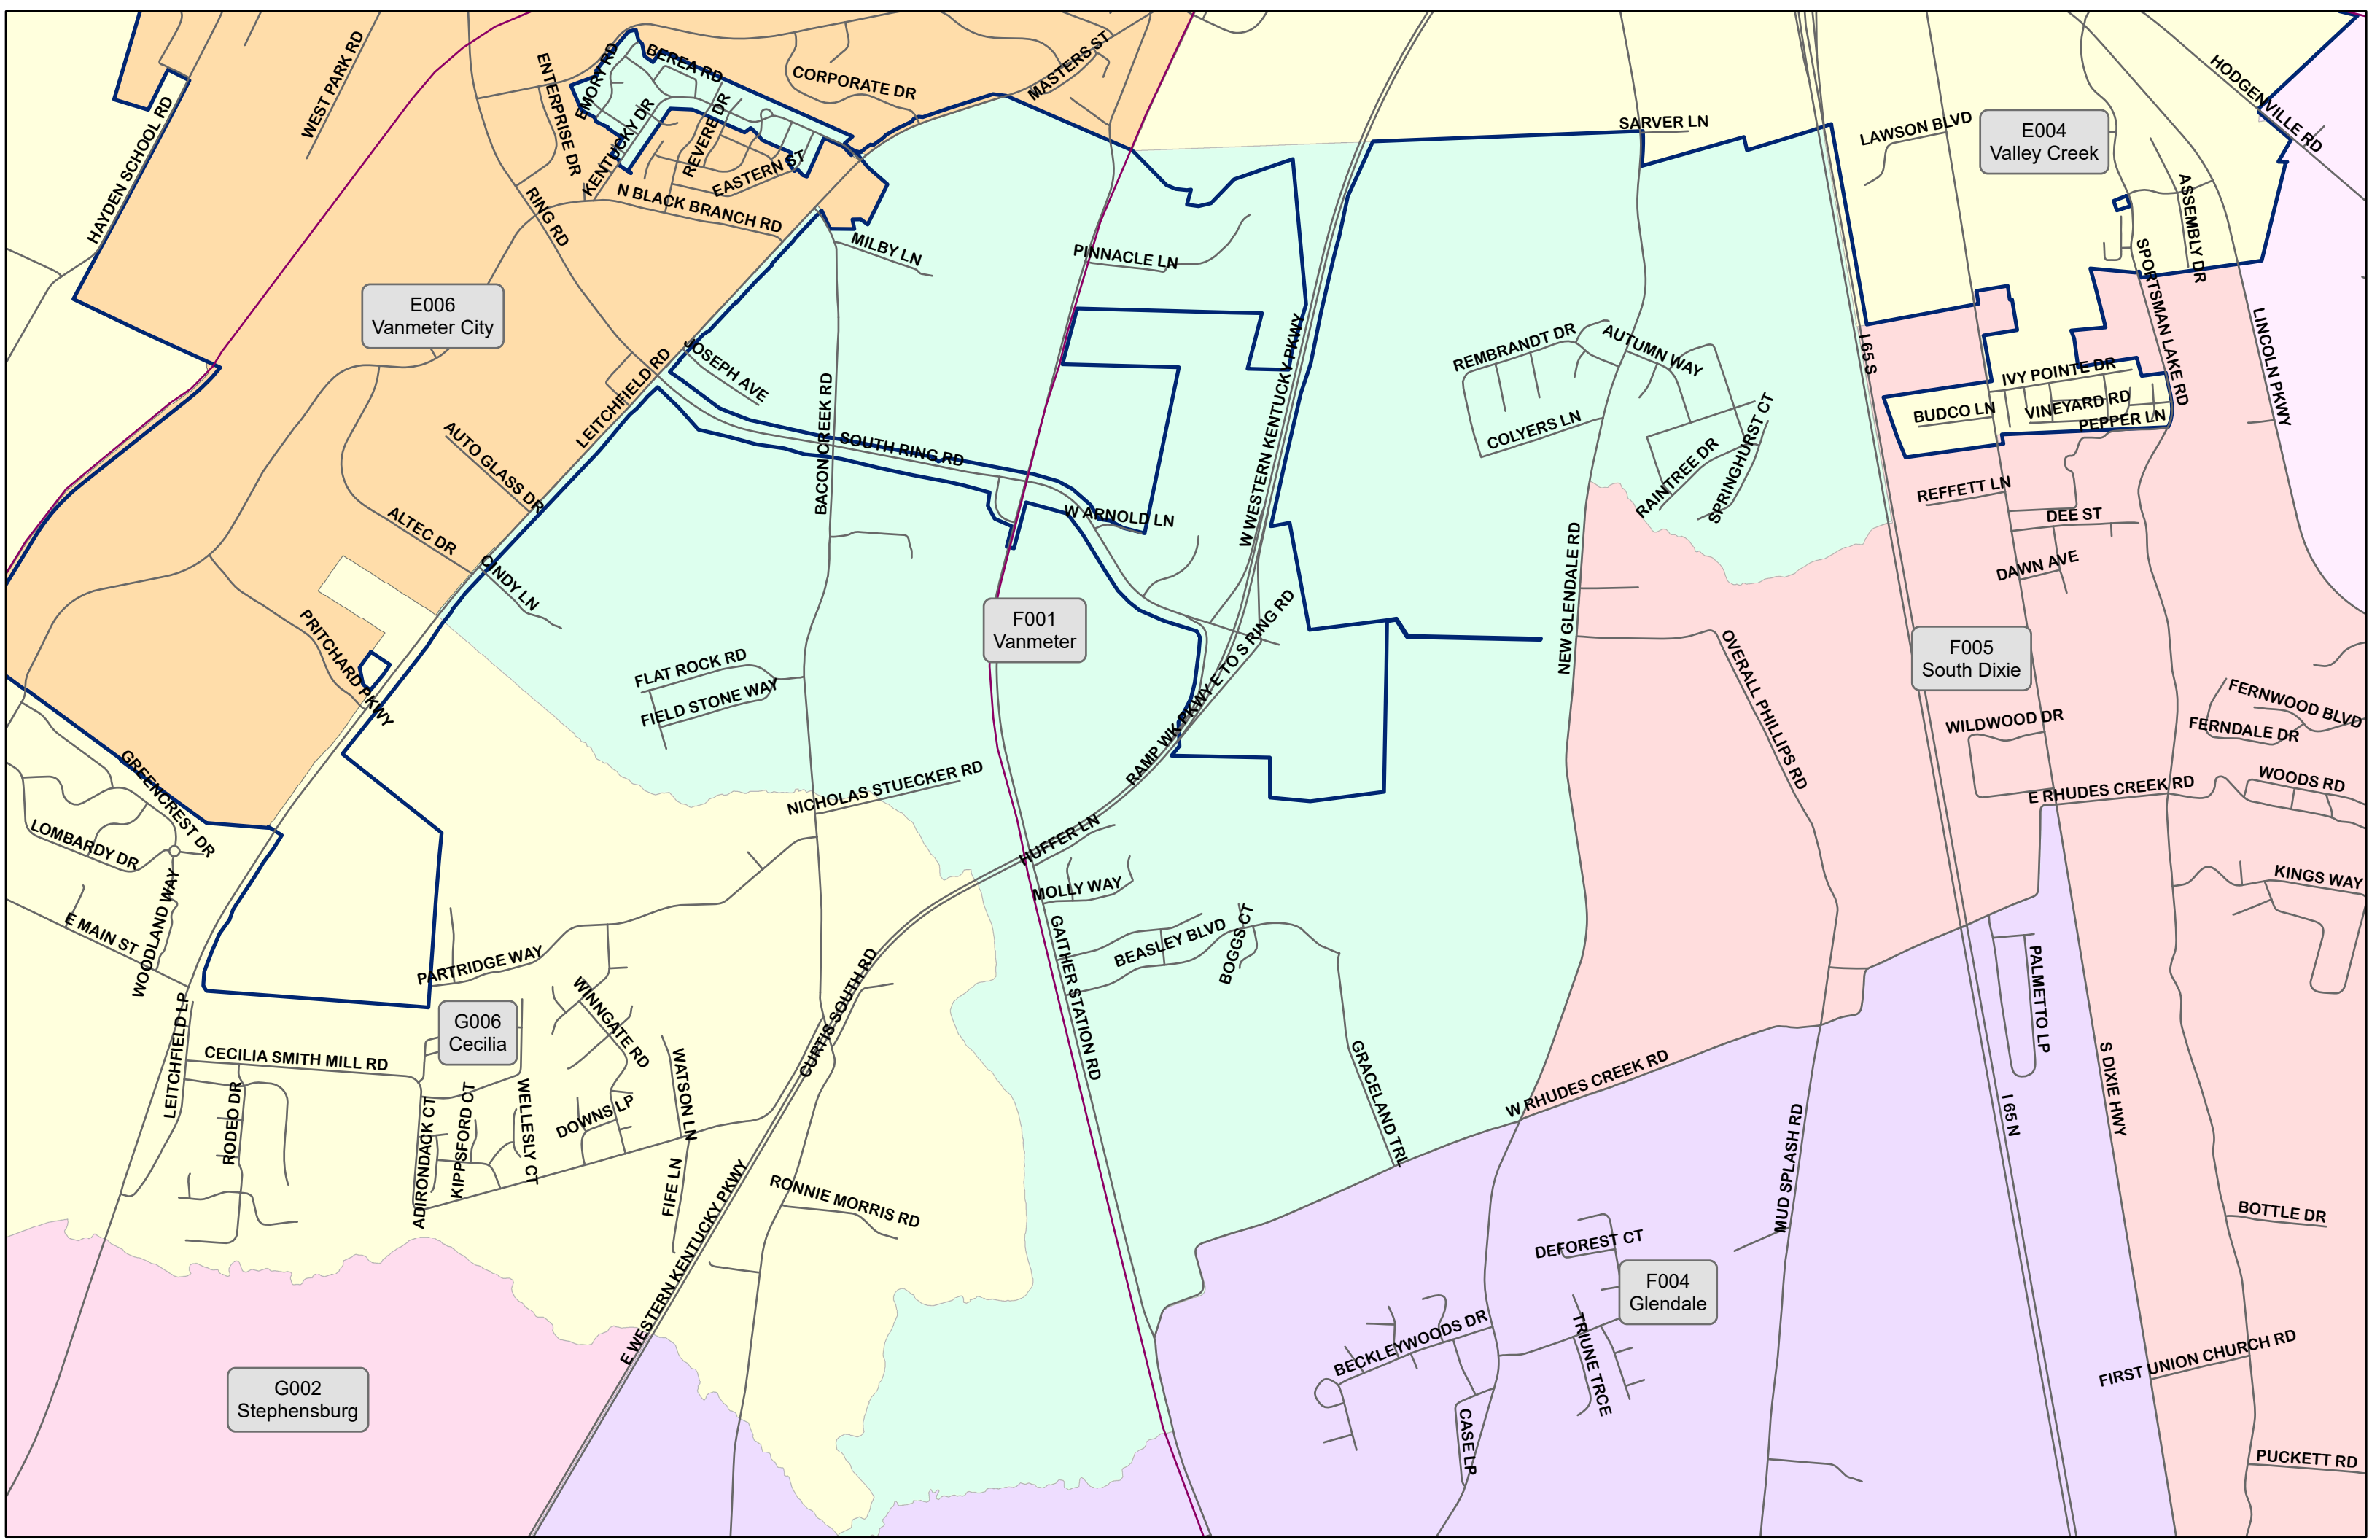 WEST PARK RD
HAYDEN SCHOOL RD
ENTERPRISE DR
EMORY RD
BEREA RD
KENTUCKY DR
REVERE DR
EASTERN ST
N BLACK BRANCH RD
CORPORATE DR
MASTERS ST
RING RD
MILBY LN
PINNACLE LN
SARVER LN
LAWSON BLVD
E004
Valley Creek
HODGENVILLE RD
ASSEMBLY DR
SPORTSMAN LAKE RD
LINCOLN PKWY
E006
Vanmeter City
JOSEPH AVE
LEITCHFIELD RD
BACON CREEK RD
SOUTH RING RD
W ARNOLD LN
W WESTERN KENTUCKY PKWY
REMBRANDT DR
AUTUMN WAY
COLYERS LN
RAINTREE DR
SPRINGHURST CT
I 65 S
IVY POINTE DR
BUDCO LN
VINEYARD RD
PEPPER LN
REFFETT LN
DEE ST
DAWN AVE
AUTO GLASS DR
ALTEC DR
CINDY LN
PRITCHARD PKWY
FLAT ROCK RD
FIELD STONE WAY
F001
Vanmeter
RAMP WK PKWY E TO S RING RD
NEW GLENDALE RD
OVERALL PHILLIPS RD
F005
South Dixie
WILDWOOD DR
FERNWOOD BLVD
FERNDALE DR
E RHUDES CREEK RD
WOODS RD
KINGS WAY
GREENCREST DR
LOMBARDY DR
WOODLAND WAY
E MAIN ST
NICHOLAS STUECKER RD
HUFFER LN
MOLLY WAY
BEASLEY BLVD
BOGGS CT
GAITHER STATION RD
GRACELAND TRL
PARTRIDGE WAY
WINNGATE RD
CURTIS SOUTH RD
G006
Cecilia
LEITCHFIELD LP
CECILIA SMITH MILL RD
RODEO DR
ADIRONDACK CT
KIPPSFORD CT
WELLESLY CT
DOWNS LP
WATSON LN
FIFE LN
E WESTERN KENTUCKY PKWY
RONNIE MORRIS RD
W RHUDES CREEK RD
MUD SPLASH RD
PALMETTO LP
I 65 N
S DIXIE HWY
BOTTLE DR
DEFOREST CT
F004
Glendale
BECKLEYWOODS DR
TRIUNE TRCE
CASE LP
FIRST UNION CHURCH RD
PUCKETT RD
G002
Stephensburg